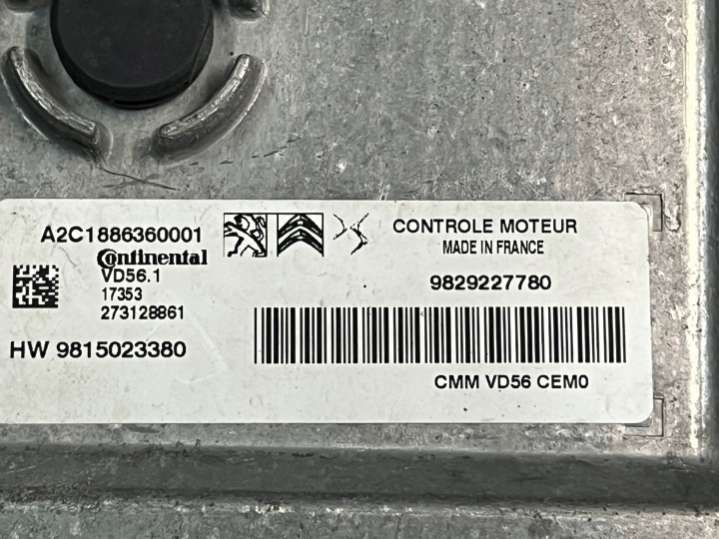 A2C1886360001
Continental
VD56.1
17353
273128861
HW 9815023380
CONTROLE MOTEUR
MADE IN FRANCE
9829227780
CMM VD56 CEM0